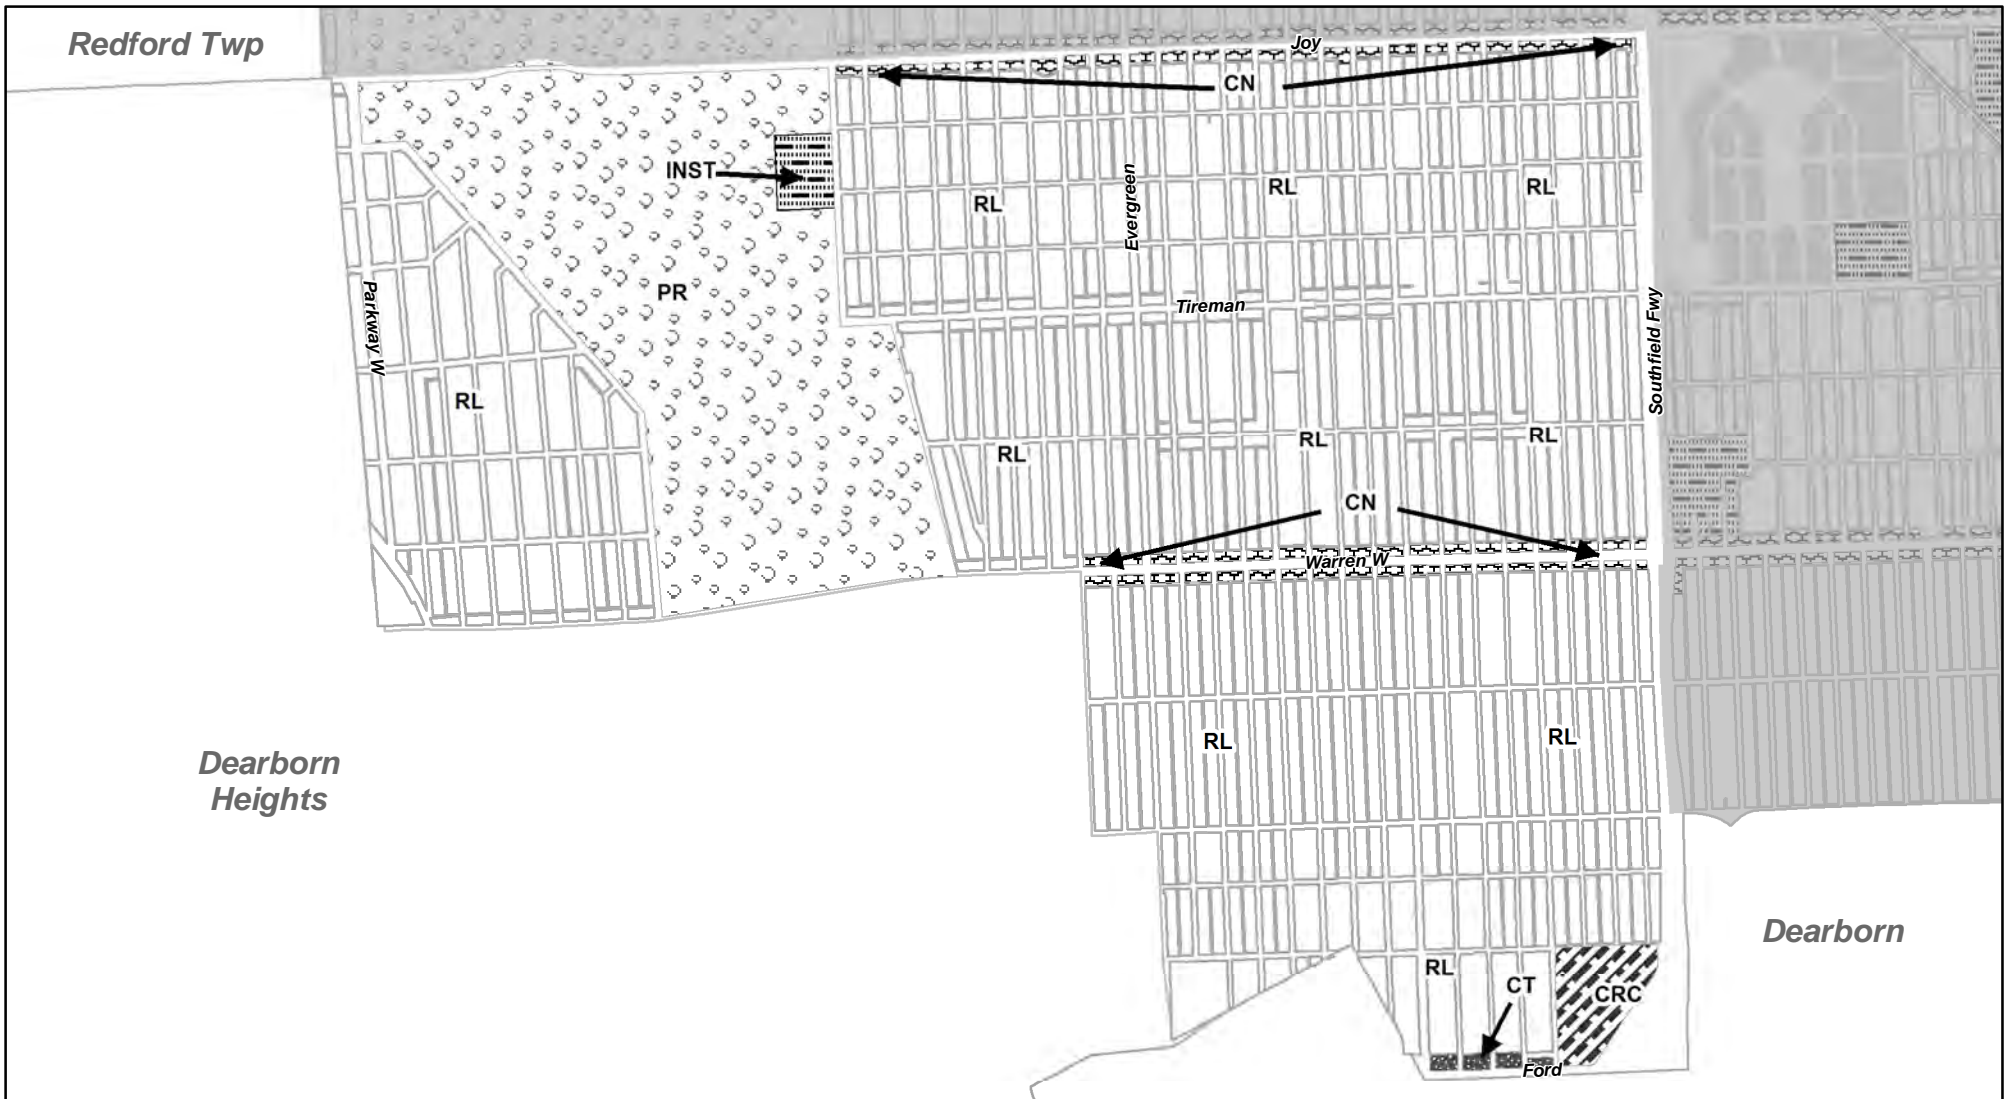 Redford Twp
Joy
CN
INST
RL
Evergreen
RL
RL
PR
Parkway W
Tireman
Southfield Fwy
RL
RL
RL
RL
CN
Warren W
RL
RL
Dearborn
Heights
Dearborn
RL
CT
CRC
Ford